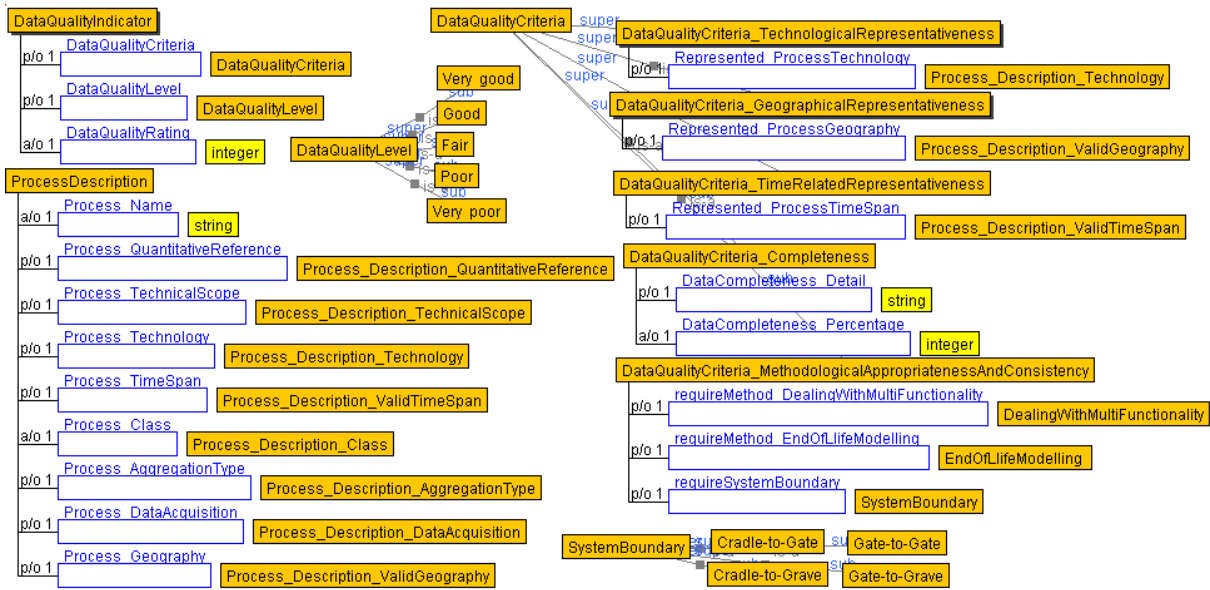 DataQualityIndicator
p/o 1 DataQualityCriteria
DataQualityCriteria
p/o 1 DataQualityLevel
DataQualityLevel
a/o 1 DataQualityRating
integer
ProcessDescription
a/o 1 Process_Name
string
p/o 1 Process_QuantitativeReference
Process_Description_QuantitativeReference
p/o 1 Process_TechnicalScope
Process_Description_TechnicalScope
p/o 1 Process_Technology
Process_Description_Technology
p/o 1 Process_TimeSpan
Process_Description_ValidTimeSpan
a/o 1 Process_Class
Process_Description_Class
p/o 1 Process_AggregationType
Process_Description_AggregationType
p/o 1 Process_DataAcquisition
Process_Description_DataAcquisition
p/o 1 Process_Geography
Process_Description_ValidGeography
DataQualityLevel
super
Very good
sub
Good
Fair
Poor
sub
Very poor
DataQualityCriteria
super
super
super
super
DataQualityCriteria_TechnologicalRepresentativeness
p/o 1 Represented_ProcessTechnology
Process_Description_Technology
DataQualityCriteria_GeographicalRepresentativeness
p/o 1 Represented_ProcessGeography
Process_Description_ValidGeography
DataQualityCriteria_TimeRelatedRepresentativeness
p/o 1 Represented_ProcessTimeSpan
Process_Description_ValidTimeSpan
DataQualityCriteria_Completeness
sub
p/o 1 DataCompleteness_Detail
string
a/o 1 DataCompleteness_Percentage
integer
DataQualityCriteria_MethodologicalAppropriatenessAndConsistency
p/o 1 requireMethod_DealingWithMultiFunctionality
DealingWithMultiFunctionality
p/o 1 requireMethod_EndOfLlifeModelling
EndOfLlifeModelling
p/o 1 requireSystemBoundary
SystemBoundary
SystemBoundary
Cradle-to-Gate
Gate-to-Gate
Cradle-to-Grave
Gate-to-Grave